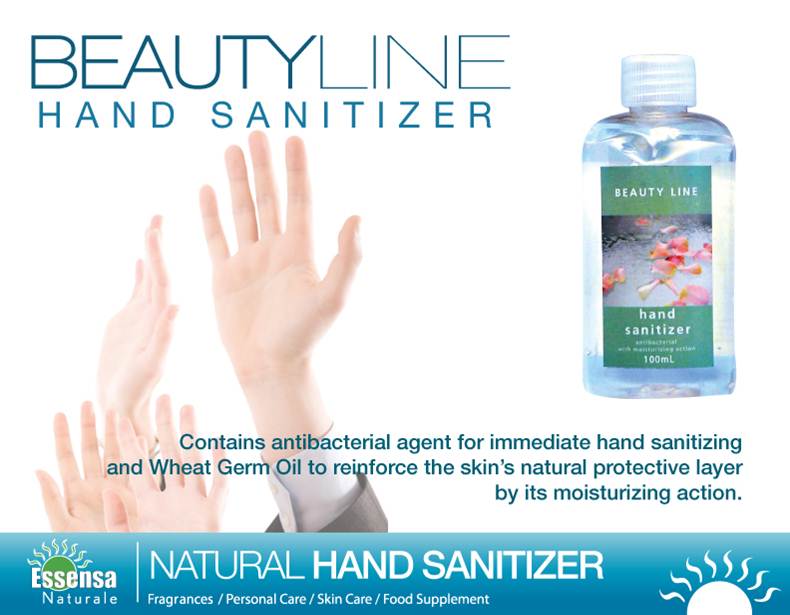 BEAUTYLINE
HAND SANITIZER
BEAUTY LINE
hand
sanitizer
antibacterial
with moisturising action
100mL
Contains antibacterial agent for immediate hand sanitizing
and Wheat Germ Oil to reinforce the skin's natural protective layer
by its moisturizing action.
Essensa
Naturale
NATURAL HAND SANITIZER
Fragrances / Personal Care / Skin Care / Food Supplement